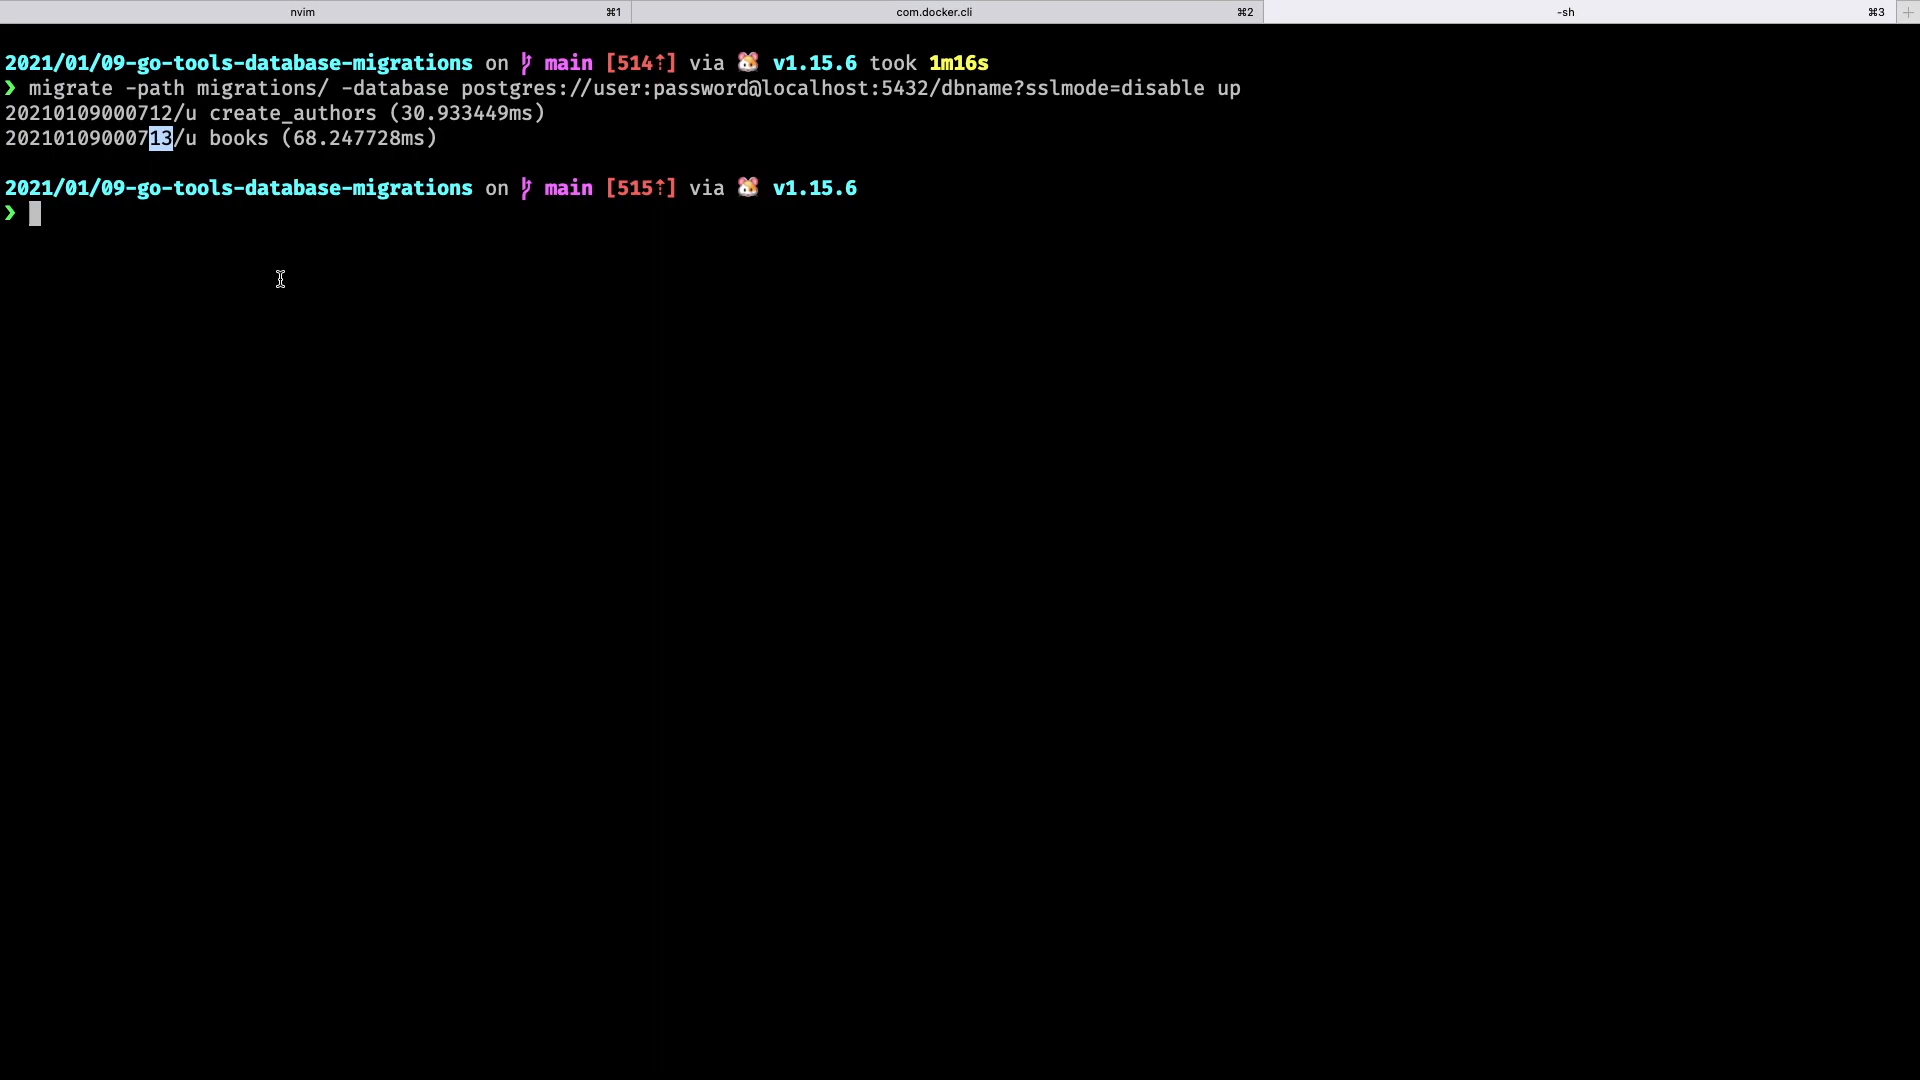 nvim ⌘1 com.docker.cli ⌘2 -sh ⌘3 +
2021/01/09-go-tools-database-migrations on main [514⇡] via 🐹 v1.15.6 took 1m16s
❯ migrate -path migrations/ -database postgres://user:password@localhost:5432/dbname?sslmode=disable up
20210109000712/u create_authors (30.933449ms)
20210109000713/u books (68.247728ms)
2021/01/09-go-tools-database-migrations on main [515⇡] via 🐹 v1.15.6
❯